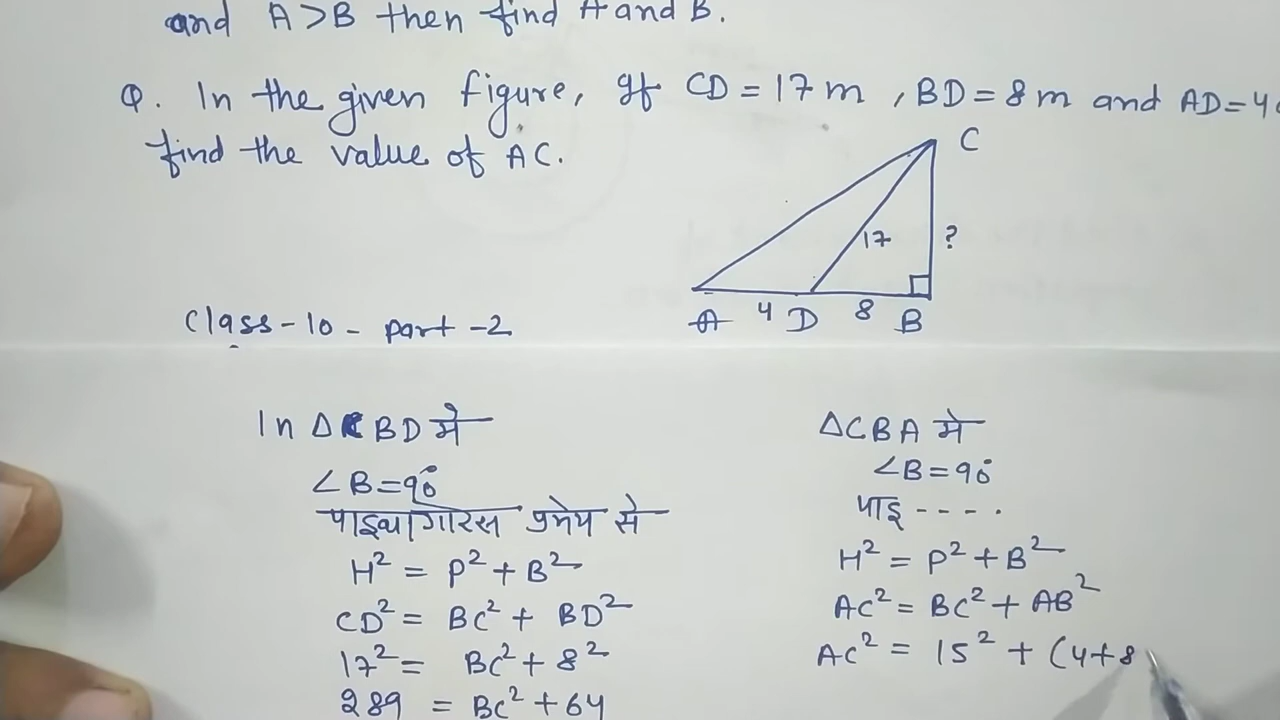 and A>B then find A and B.
Q. In the given figure, If CD = 17 m, BD = 8 m and AD = 4
find the value of AC.
C
17
?
A 4 D 8 B
Class-10 - part-2
In ΔCBD में
∠B=90°
पाइथागोरस प्रमेय से
H² = P² + B²
CD² = BC² + BD²
17² = BC² + 8²
289 = BC² + 64
ΔCBA में
∠B=90°
पाइ - - - .
H² = P² + B²
AC² = BC² + AB²
AC² = 15² + (4+8